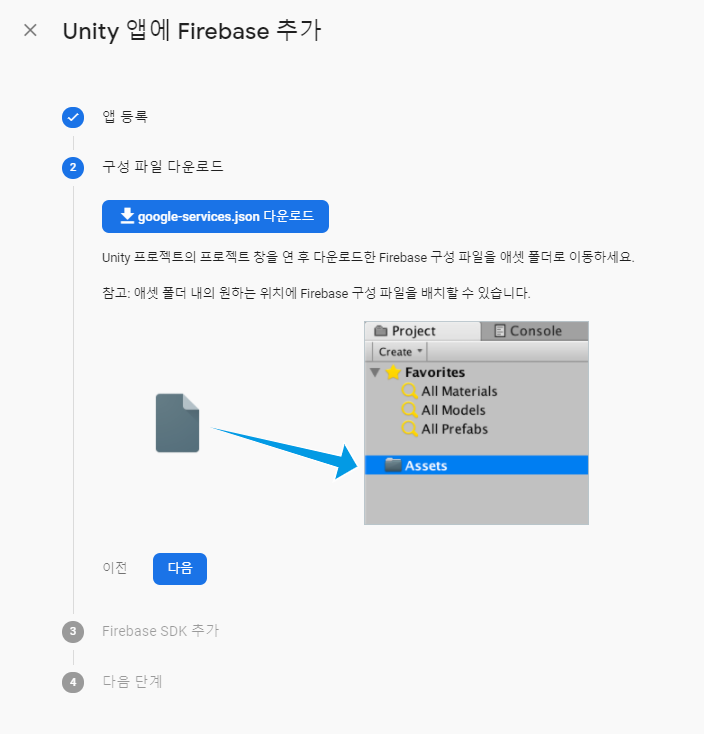 Unity 앱에 Firebase 추가
앱 등록
2
구성 파일 다운로드
google-services.json 다운로드
Unity 프로젝트의 프로젝트 창을 연 후 다운로드한 Firebase 구성 파일을 애셋 폴더로 이동하세요.
참고: 애셋 폴더 내의 원하는 위치에 Firebase 구성 파일을 배치할 수 있습니다.
Project
Console
Create
Favorites
All Materials
All Models
All Prefabs
Assets
이전
다음
3
Firebase SDK 추가
4
다음 단계